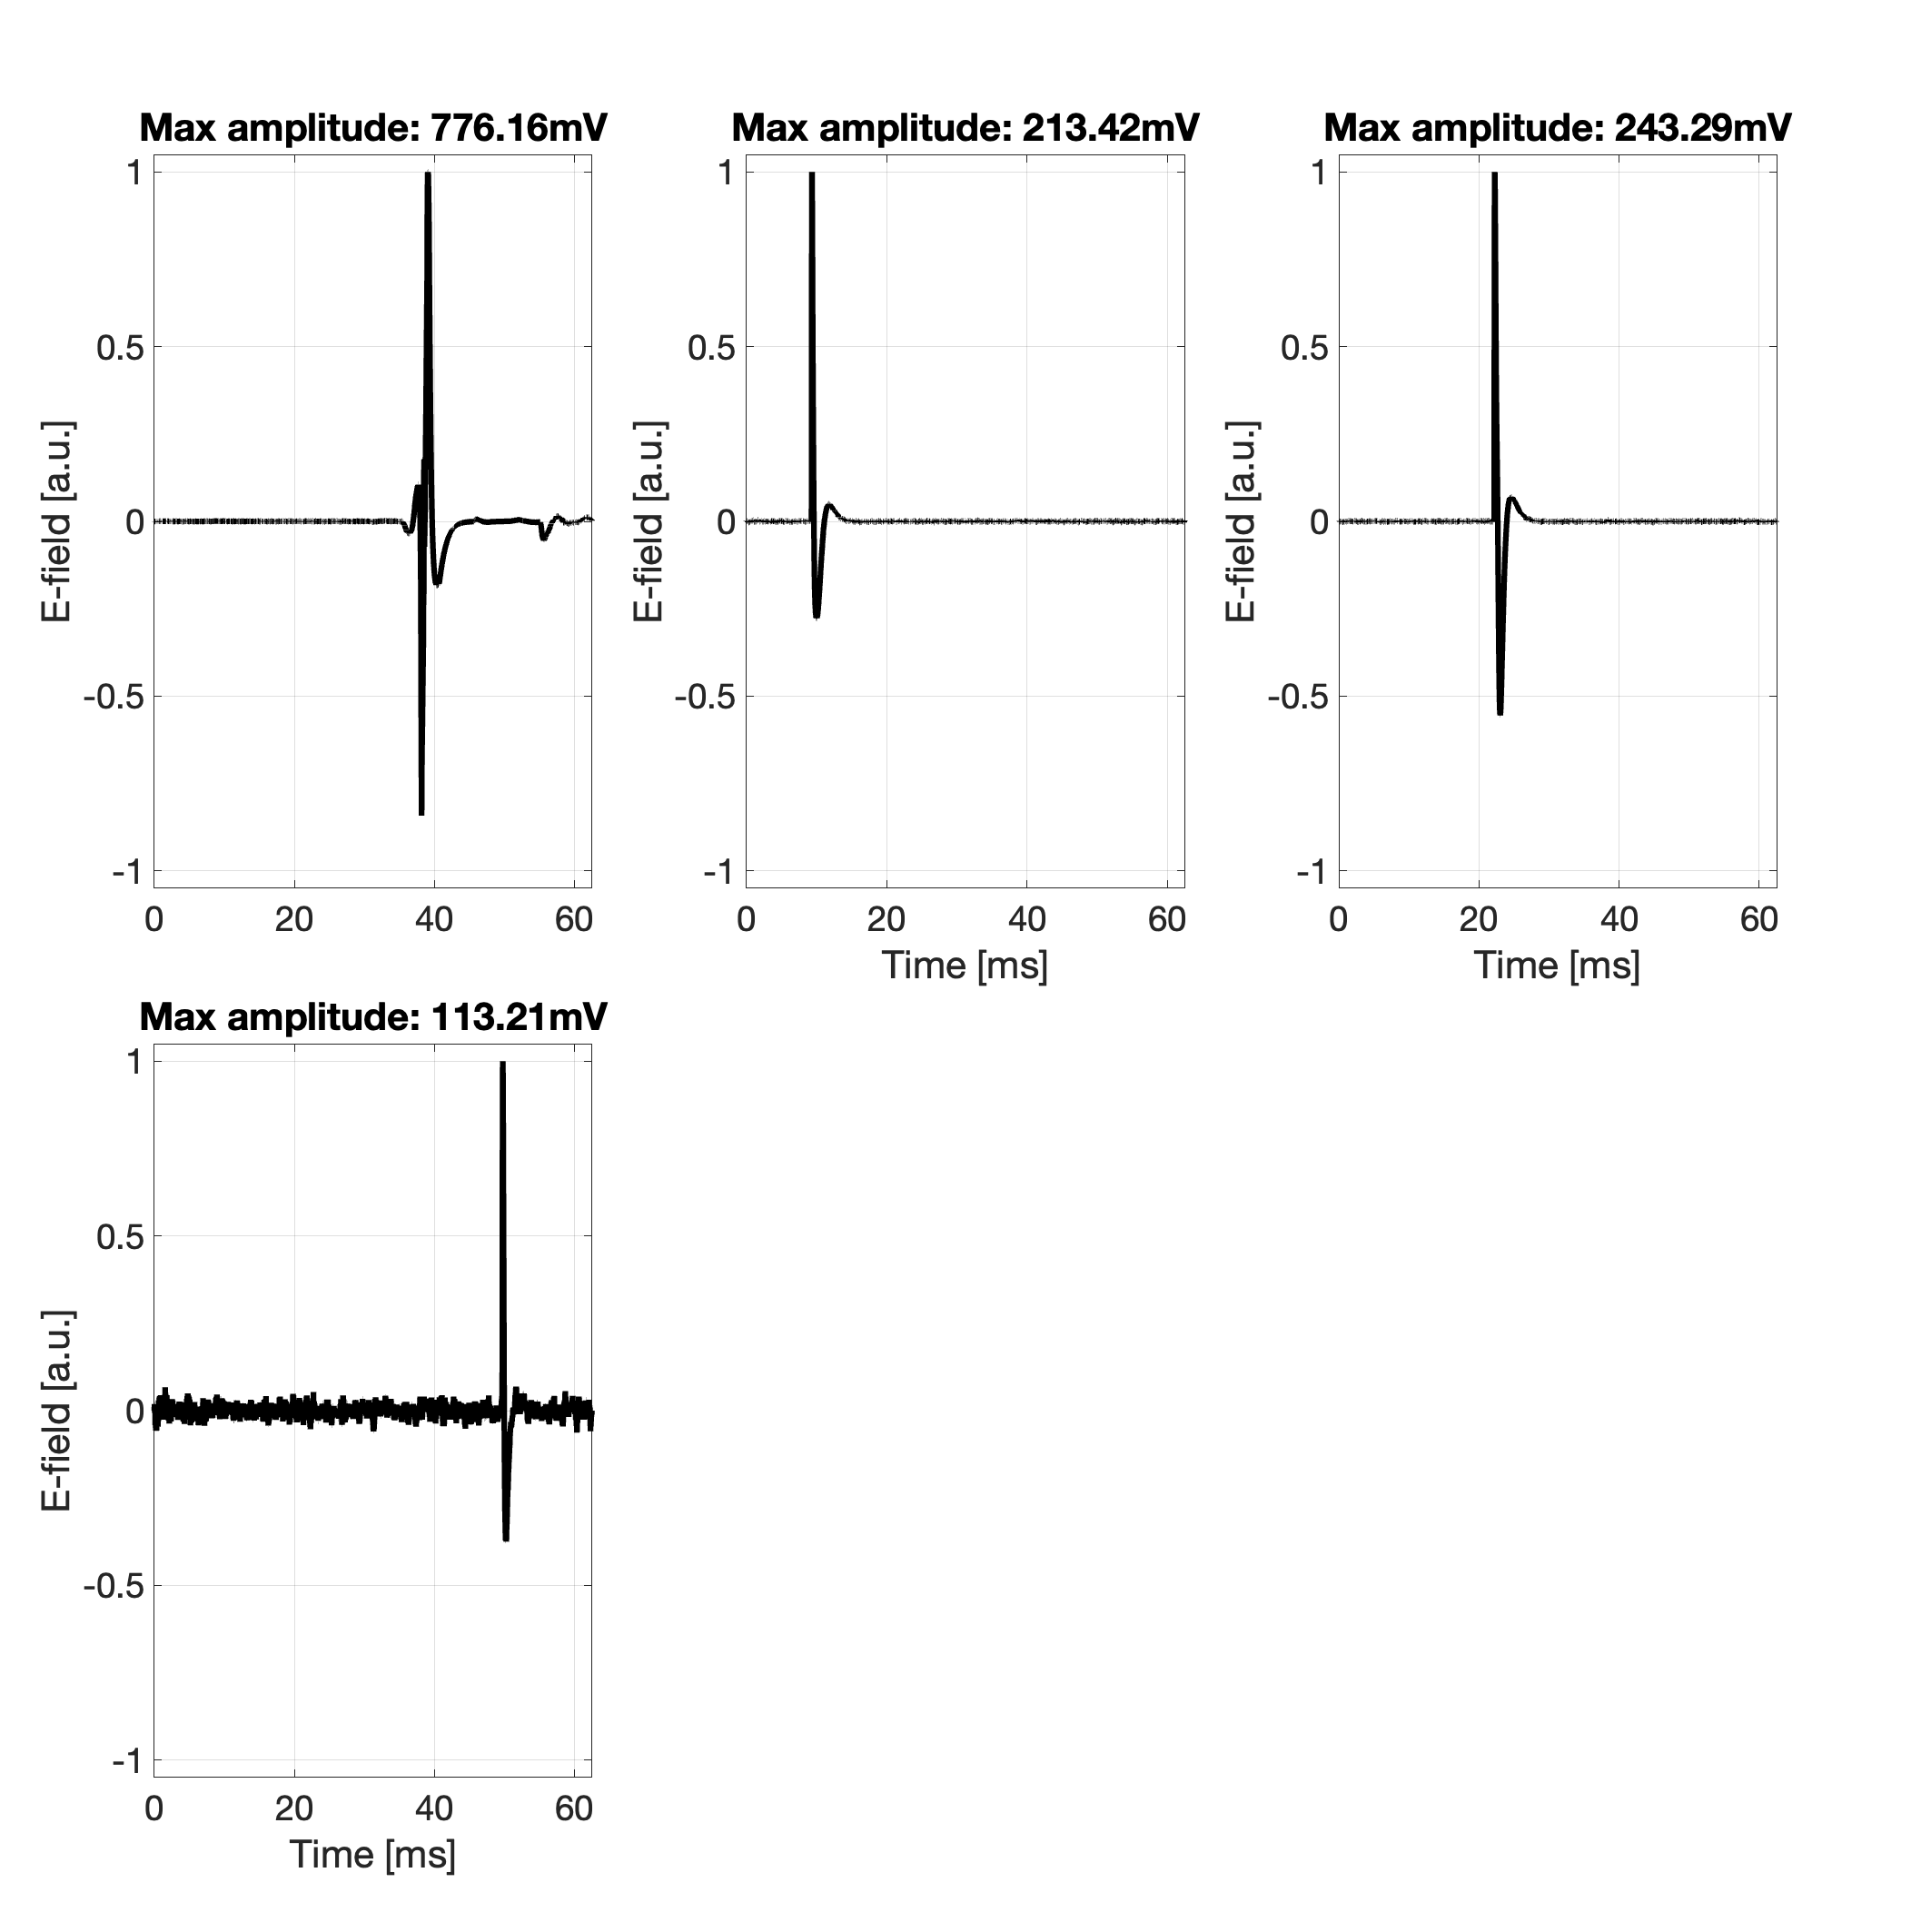 Max amplitude: 776.16mV
1
0.5
0
-0.5
-1
E-field [a.u.]
0 20 40 60
Max amplitude: 213.42mV
1
0.5
0
-0.5
-1
E-field [a.u.]
0 20 40 60
Time [ms]
Max amplitude: 243.29mV
1
0.5
0
-0.5
-1
E-field [a.u.]
0 20 40 60
Time [ms]
Max amplitude: 113.21mV
1
0.5
0
-0.5
-1
E-field [a.u.]
0 20 40 60
Time [ms]